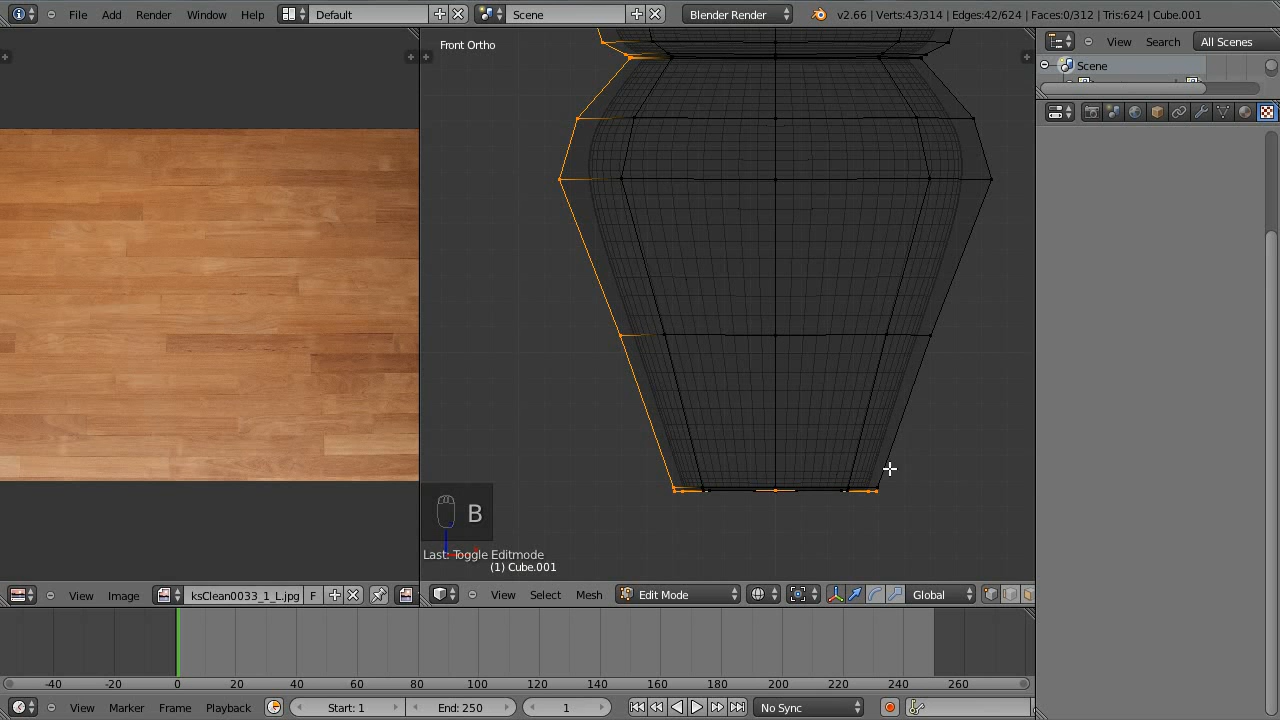 File Add Render Window Help Default Scene Blender Render v2.66 | Verts:43/314 | Edges:42/624 | Faces:0/312 | Tris:624 | Cube.001
Front Ortho
View Search All Scenes
Scene
B
Last: Toggle Editmode
(1) Cube.001
View Image ksClean0033_1_L.jpg F View Select Mesh Edit Mode Global
-40 -20 0 20 40 60 80 100 120 140 160 180 200 220 240 260
View Marker Frame Playback Start: 1 End: 250 1 No Sync